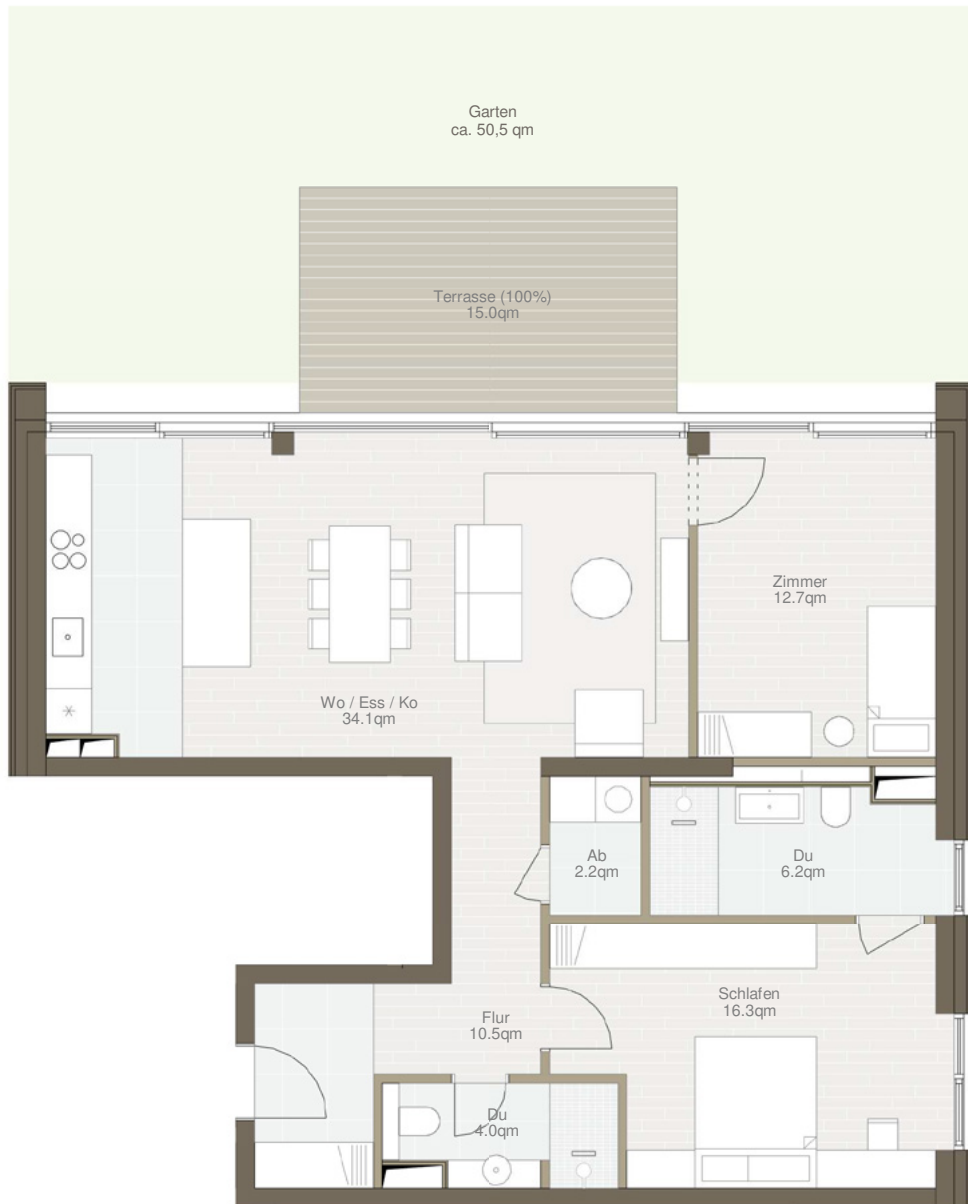 Garten
ca. 50,5 qm
Terrasse (100%)
15.0qm
Zimmer
12.7qm
Wo / Ess / Ko
34.1qm
Ab
2.2qm
Du
6.2qm
Schlafen
16.3qm
Flur
10.5qm
Du
4.0qm